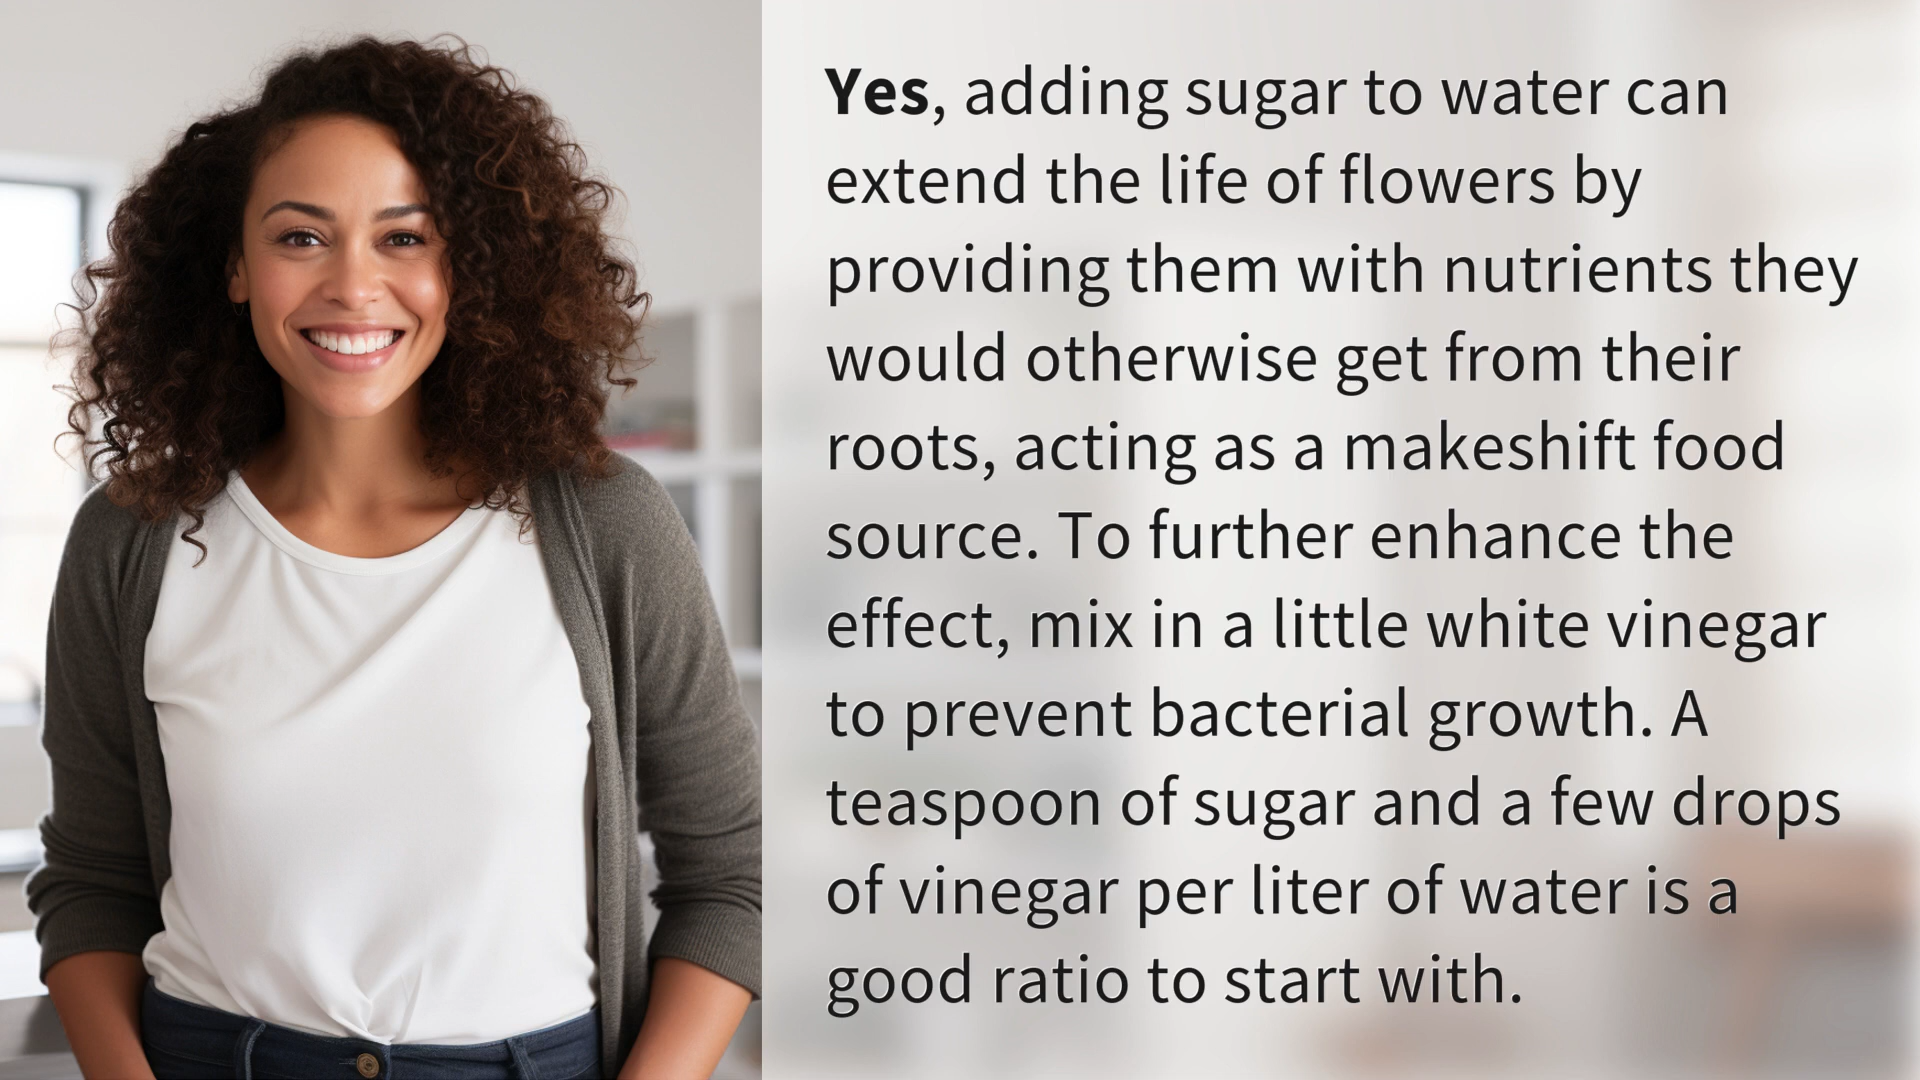 Yes, adding sugar to water can
extend the life of flowers by
providing them with nutrients they
would otherwise get from their
roots, acting as a makeshift food
source. To further enhance the
effect, mix in a little white vinegar
to prevent bacterial growth. A
teaspoon of sugar and a few drops
of vinegar per liter of water is a
good ratio to start with.